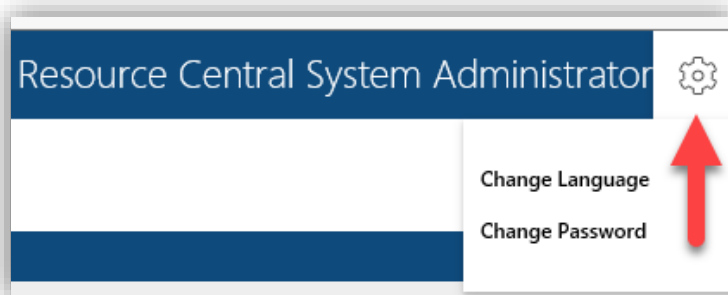 Resource Central System Administrator
Change Language
Change Password